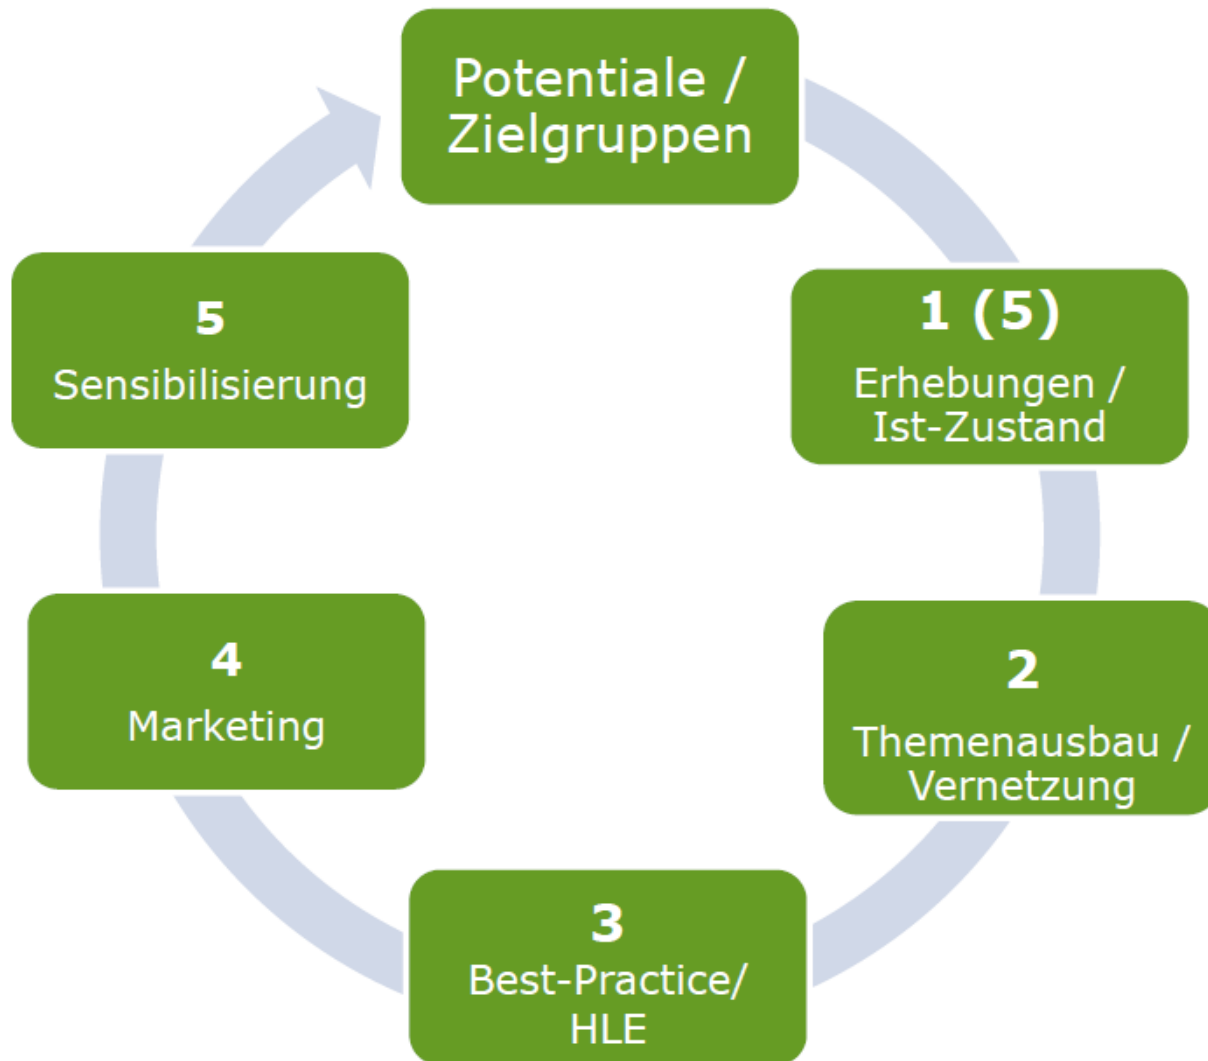 Potentiale /
Zielgruppen
1 (5)
Erhebungen /
Ist-Zustand
2
Themenausbau /
Vernetzung
3
Best-Practice/
HLE
4
Marketing
5
Sensibilisierung